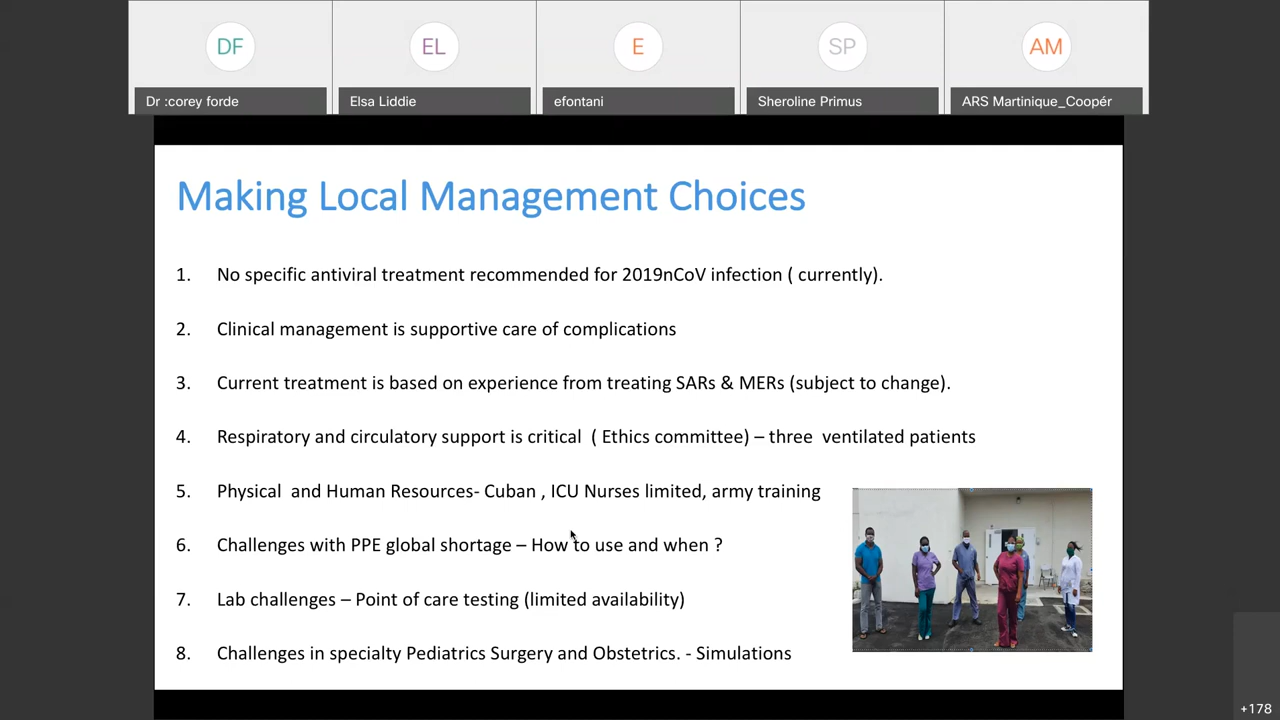 DF
EL
E
SP
AM
Dr :corey forde
Elsa Liddie
efontani
Sheroline Primus
ARS Martinique_Coopér
Making Local Management Choices
1. No specific antiviral treatment recommended for 2019nCoV infection ( currently).
2. Clinical management is supportive care of complications
3. Current treatment is based on experience from treating SARs & MERs (subject to change).
4. Respiratory and circulatory support is critical ( Ethics committee) – three ventilated patients
5. Physical and Human Resources- Cuban , ICU Nurses limited, army training
6. Challenges with PPE global shortage – How to use and when ?
7. Lab challenges – Point of care testing (limited availability)
8. Challenges in specialty Pediatrics Surgery and Obstetrics. - Simulations
+178